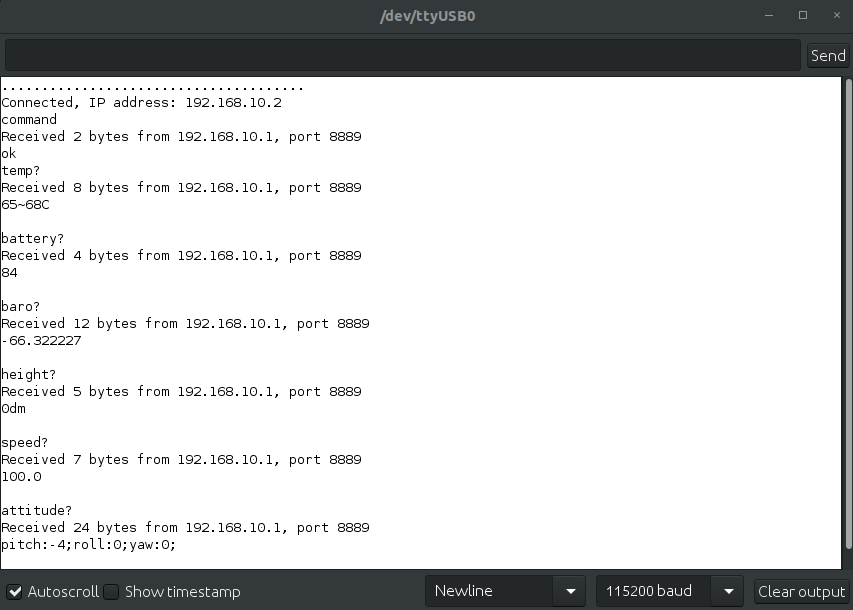 /dev/ttyUSB0
Send
......................................
Connected, IP address: 192.168.10.2
command
Received 2 bytes from 192.168.10.1, port 8889
ok
temp?
Received 8 bytes from 192.168.10.1, port 8889
65~68C
battery?
Received 4 bytes from 192.168.10.1, port 8889
84
baro?
Received 12 bytes from 192.168.10.1, port 8889
-66.322227
height?
Received 5 bytes from 192.168.10.1, port 8889
0dm
speed?
Received 7 bytes from 192.168.10.1, port 8889
100.0
attitude?
Received 24 bytes from 192.168.10.1, port 8889
pitch:-4;roll:0;yaw:0;
Autoscroll Show timestamp Newline 115200 baud Clear output